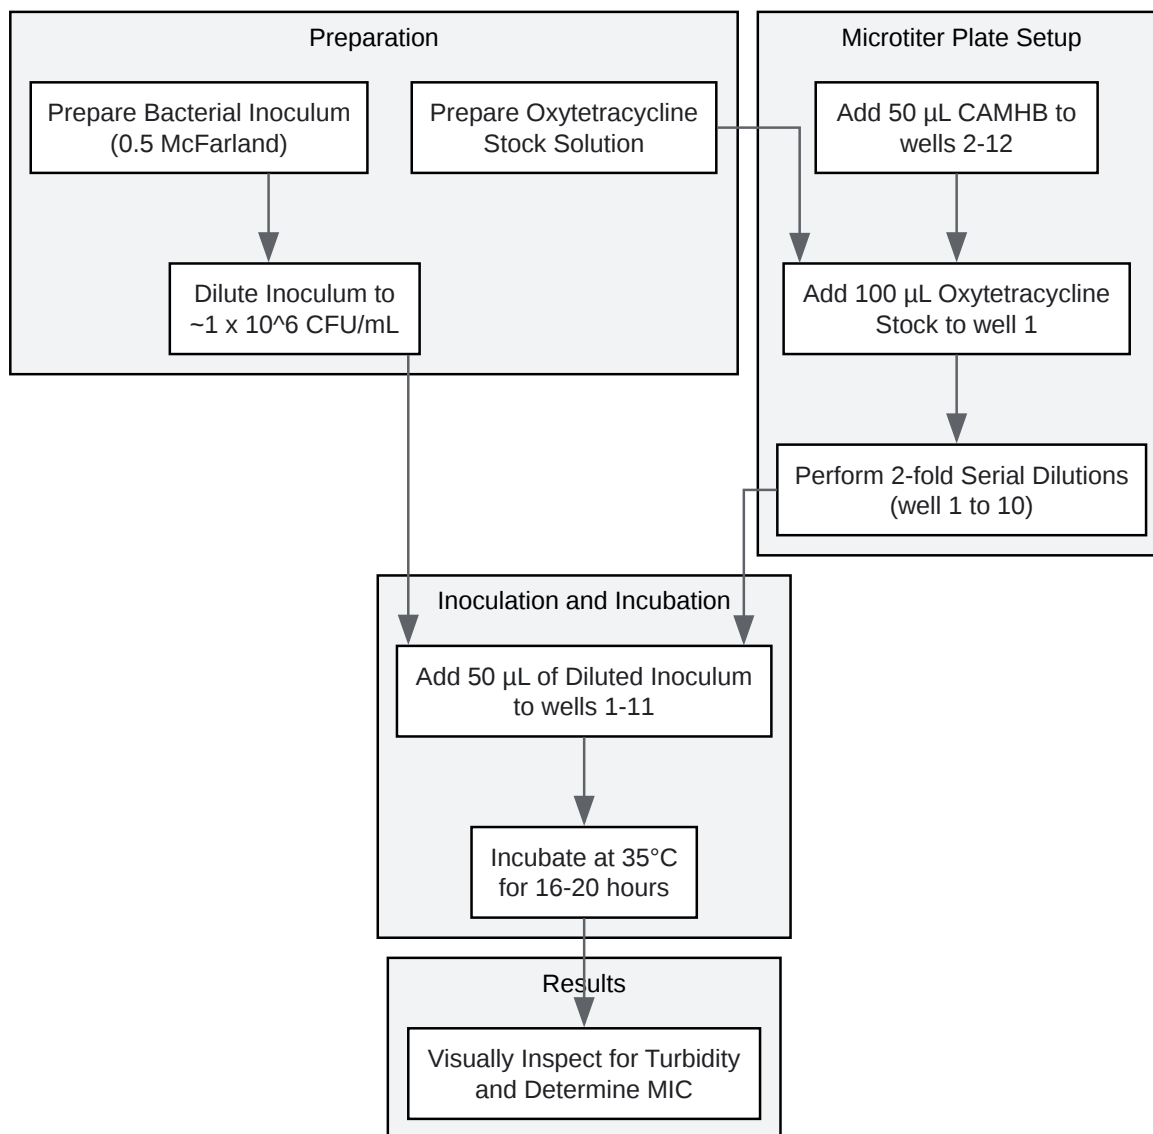 Preparation
Prepare Bacterial Inoculum
(0.5 McFarland)
Prepare Oxytetracycline
Stock Solution
Dilute Inoculum to
~1 x 10^6 CFU/mL
Microtiter Plate Setup
Add 50 µL CAMHB to
wells 2-12
Add 100 µL Oxytetracycline
Stock to well 1
Perform 2-fold Serial Dilutions
(well 1 to 10)
Inoculation and Incubation
Add 50 µL of Diluted Inoculum
to wells 1-11
Incubate at 35°C
for 16-20 hours
Results
Visually Inspect for Turbidity
and Determine MIC